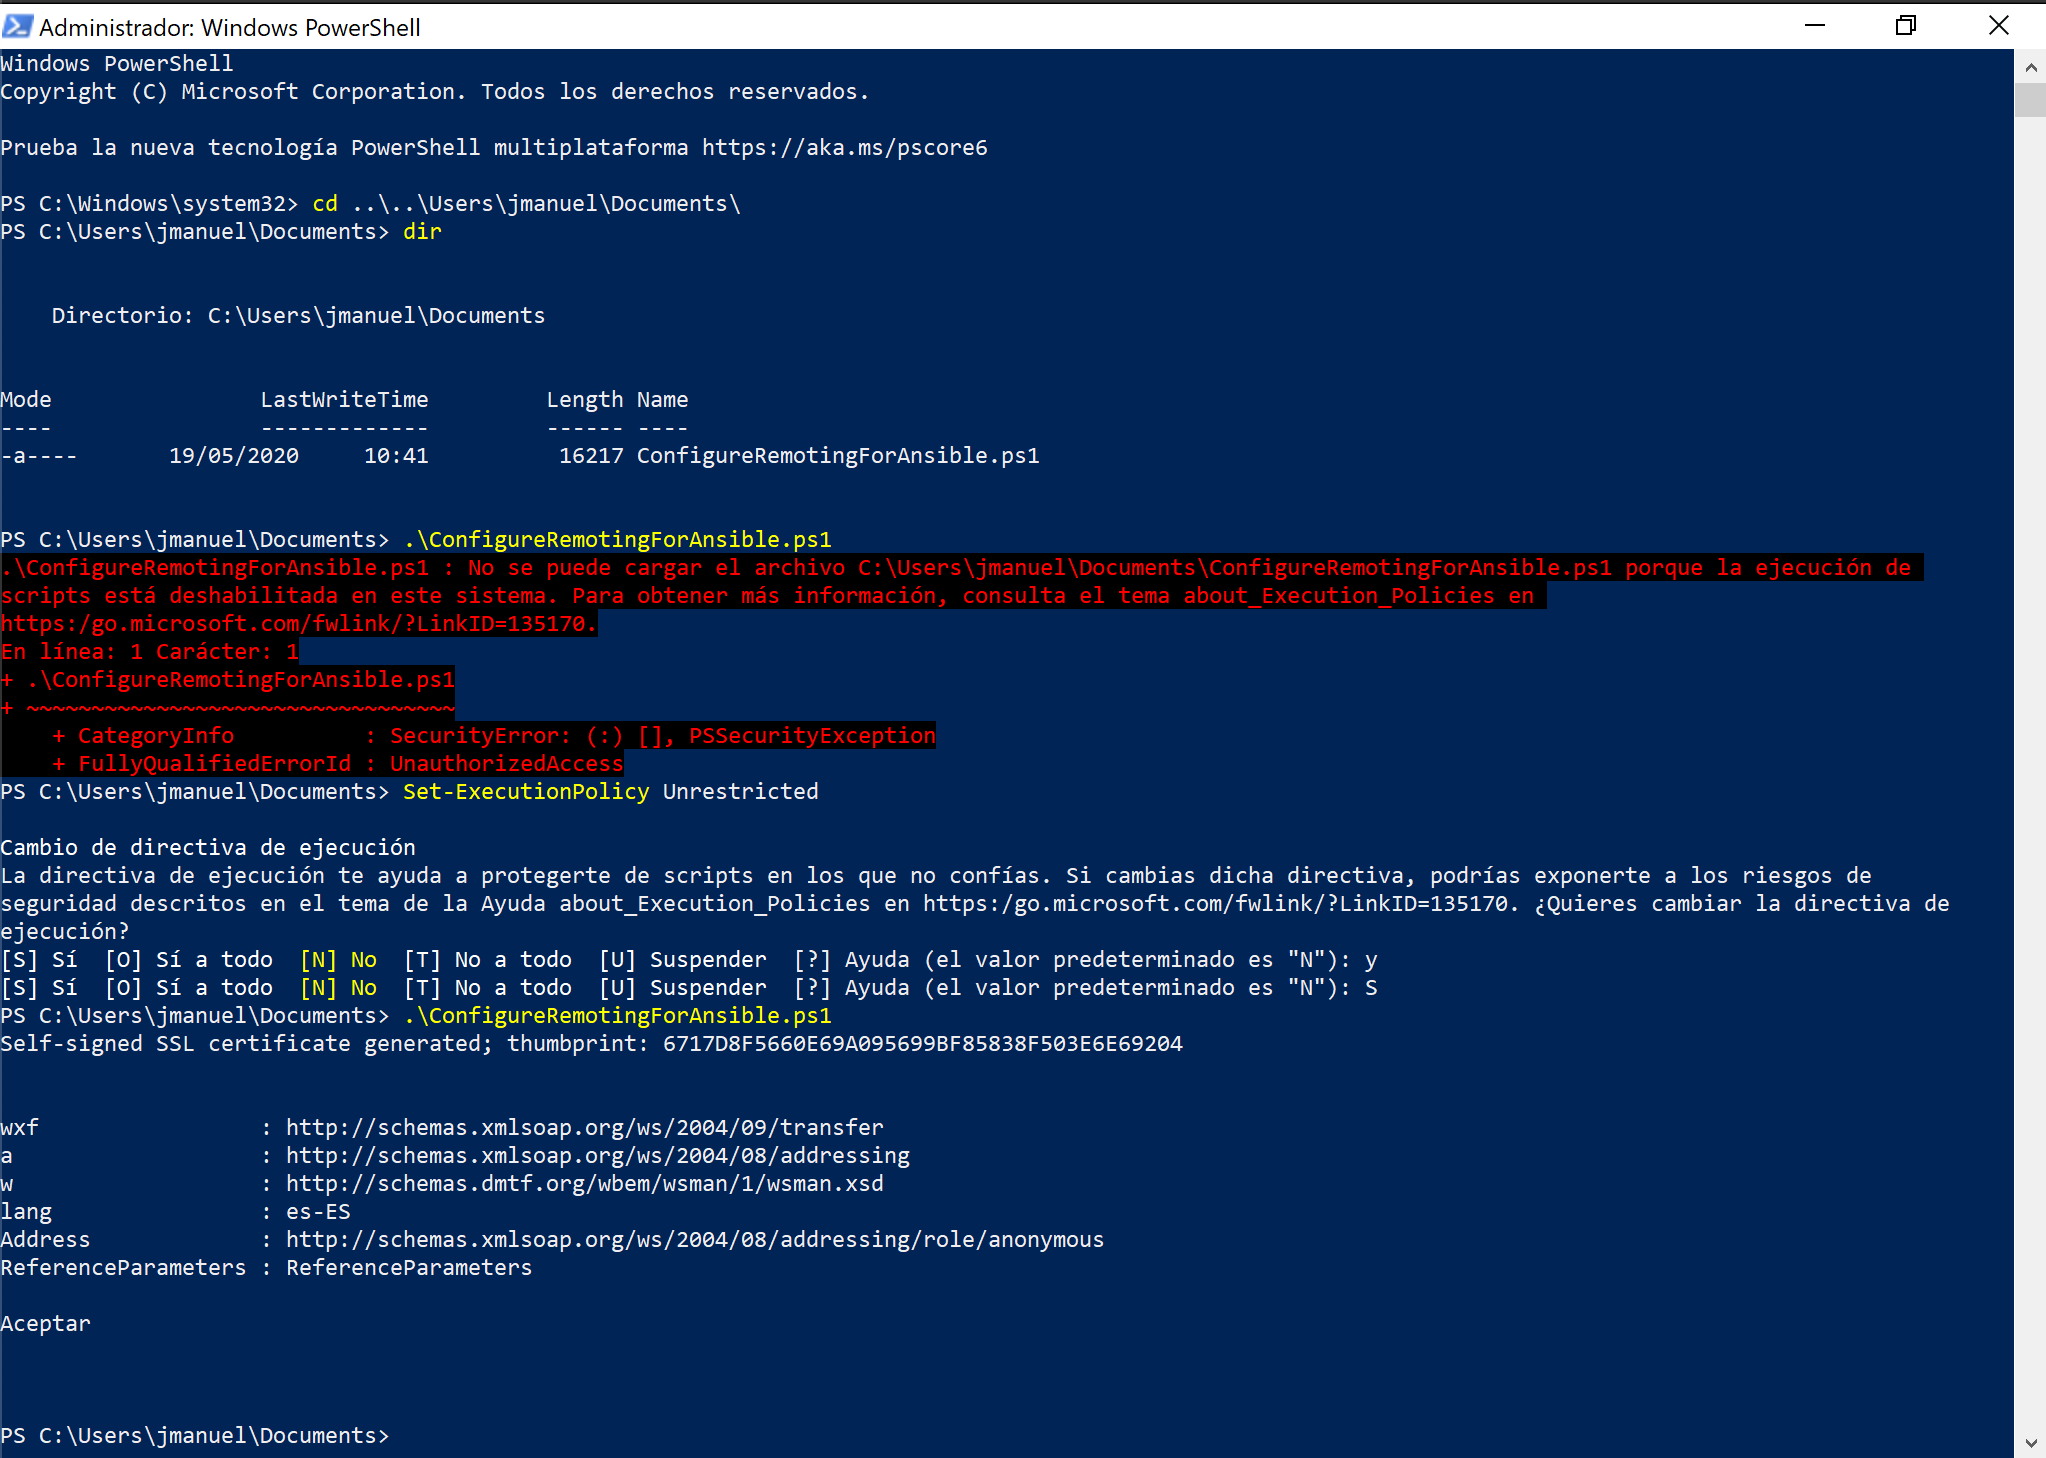 Administrador: Windows PowerShell
Windows PowerShell
Copyright (C) Microsoft Corporation. Todos los derechos reservados.
Prueba la nueva tecnología PowerShell multiplataforma https://aka.ms/pscore6
PS C:\Windows\system32> cd ..\..\Users\jmanuel\Documents\
PS C:\Users\jmanuel\Documents> dir
    Directorio: C:\Users\jmanuel\Documents
Mode                LastWriteTime         Length Name
----                -------------         ------ ----
-a----       19/05/2020     10:41          16217 ConfigureRemotingForAnsible.ps1
PS C:\Users\jmanuel\Documents> .\ConfigureRemotingForAnsible.ps1
.\ConfigureRemotingForAnsible.ps1 : No se puede cargar el archivo C:\Users\jmanuel\Documents\ConfigureRemotingForAnsible.ps1 porque la ejecución de
scripts está deshabilitada en este sistema. Para obtener más información, consulta el tema about_Execution_Policies en
https:/go.microsoft.com/fwlink/?LinkID=135170.
En línea: 1 Carácter: 1
+ .\ConfigureRemotingForAnsible.ps1
+ ~~~~~~~~~~~~~~~~~~~~~~~~~~~~~~~~~
    + CategoryInfo          : SecurityError: (:) [], PSSecurityException
    + FullyQualifiedErrorId : UnauthorizedAccess
PS C:\Users\jmanuel\Documents> Set-ExecutionPolicy Unrestricted
Cambio de directiva de ejecución
La directiva de ejecución te ayuda a protegerte de scripts en los que no confías. Si cambias dicha directiva, podrías exponerte a los riesgos de
seguridad descritos en el tema de la Ayuda about_Execution_Policies en https:/go.microsoft.com/fwlink/?LinkID=135170. ¿Quieres cambiar la directiva de
ejecución?
[S] Sí  [O] Sí a todo  [N] No  [T] No a todo  [U] Suspender  [?] Ayuda (el valor predeterminado es "N"): y
[S] Sí  [O] Sí a todo  [N] No  [T] No a todo  [U] Suspender  [?] Ayuda (el valor predeterminado es "N"): S
PS C:\Users\jmanuel\Documents> .\ConfigureRemotingForAnsible.ps1
Self-signed SSL certificate generated; thumbprint: 6717D8F5660E69A095699BF85838F503E6E69204
wxf                 : http://schemas.xmlsoap.org/ws/2004/09/transfer
a                   : http://schemas.xmlsoap.org/ws/2004/08/addressing
w                   : http://schemas.dmtf.org/wbem/wsman/1/wsman.xsd
lang                : es-ES
Address             : http://schemas.xmlsoap.org/ws/2004/08/addressing/role/anonymous
ReferenceParameters : ReferenceParameters
Aceptar
PS C:\Users\jmanuel\Documents>